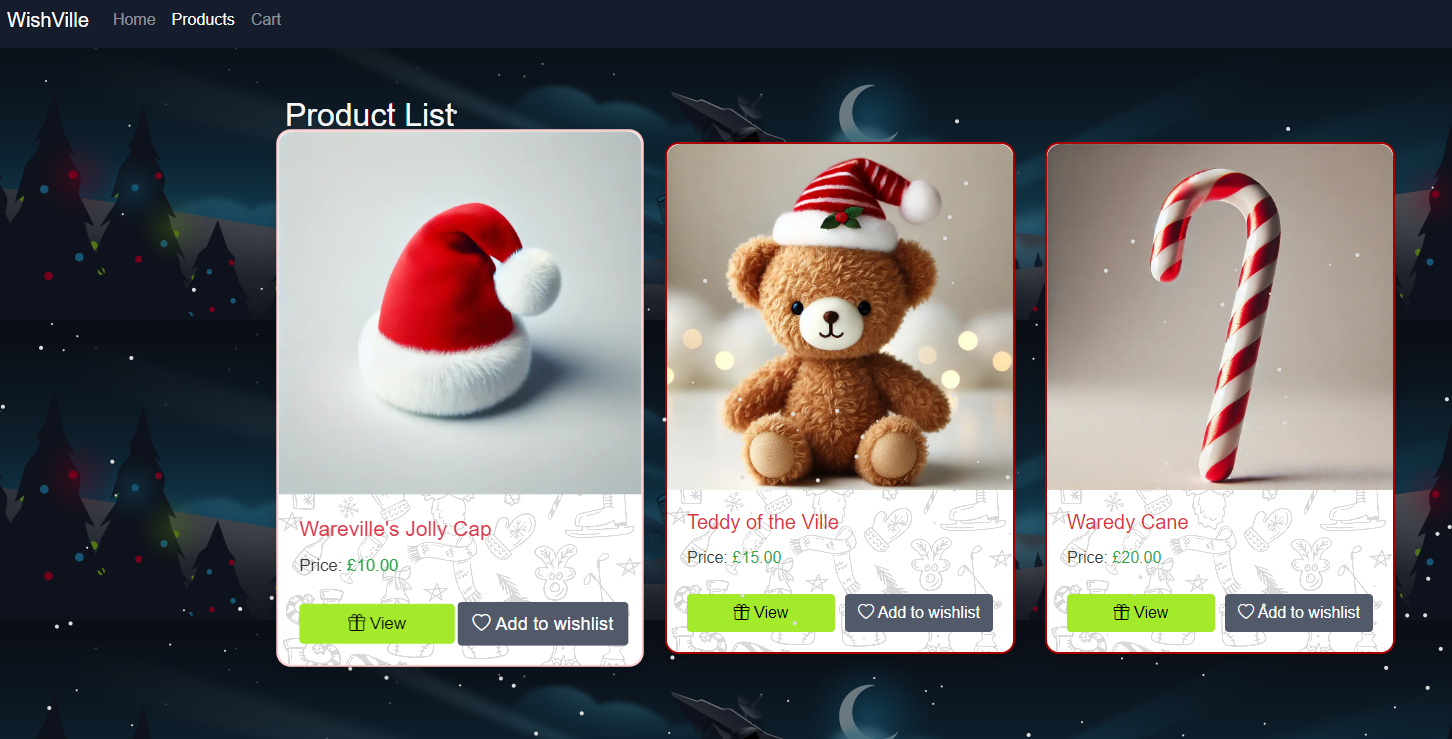 WishVille Home Products Cart
Product List
Wareville's Jolly Cap
Price: £10.00
View Add to wishlist
Teddy of the Ville
Price: £15.00
View Add to wishlist
Waredy Cane
Price: £20.00
View Add to wishlist